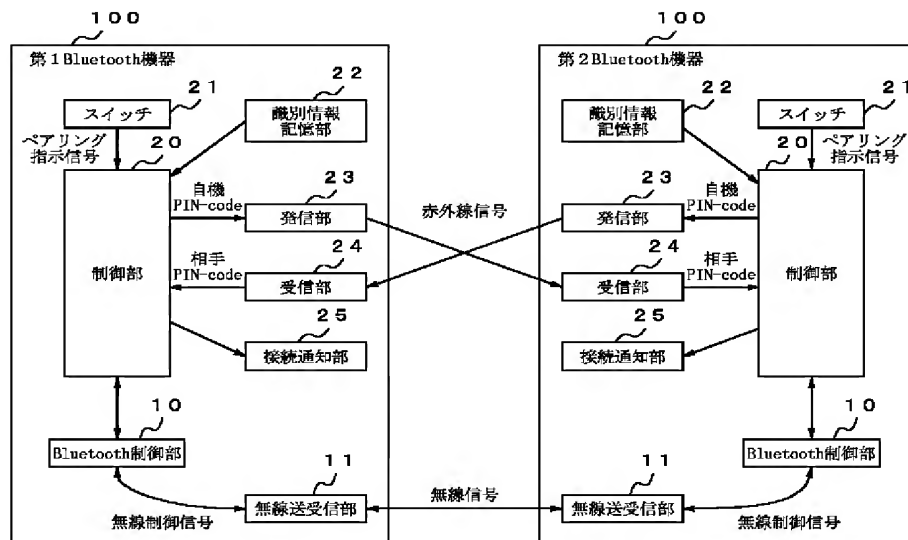 100
第1Bluetooth機器
21
スイッチ
22
識別情報
記憶部
ペアリング
指示信号
20
制御部
自機
PIN-code
23
発信部
相手
PIN-code
24
受信部
25
接続通知部
10
Bluetooth制御部
無線制御信号
11
無線送受信部
赤外線信号
無線信号
100
第2Bluetooth機器
22
識別情報
記憶部
21
スイッチ
20
ペアリング
指示信号
23
発信部
自機
PIN-code
24
受信部
相手
PIN-code
制御部
25
接続通知部
10
Bluetooth制御部
11
無線送受信部
無線制御信号